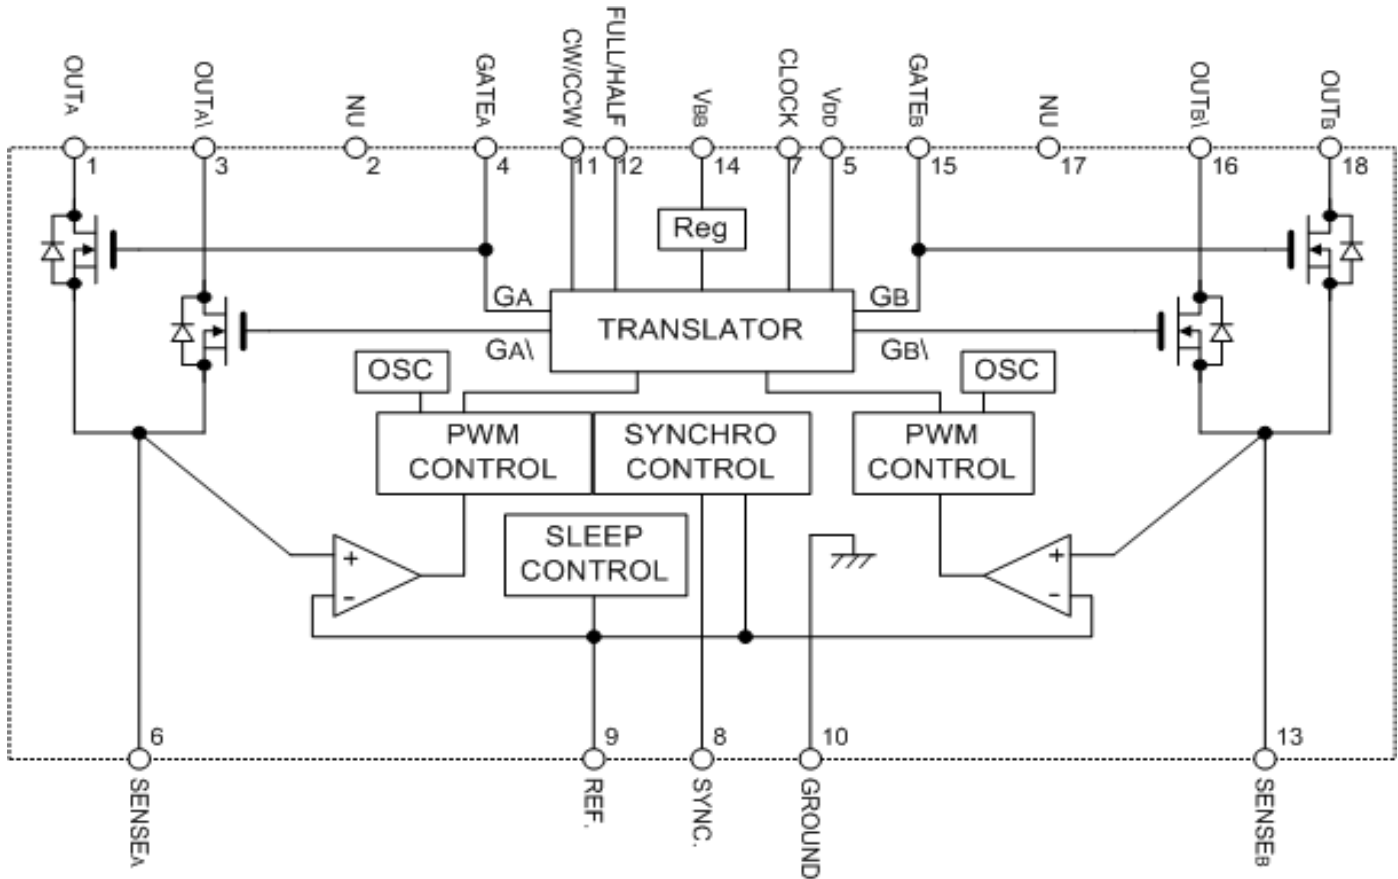 OUTA
OUTA\
NU
GATEA
CW/CCW
FULL/HALF
VBB
CLOCK
VDD
GATEB
NU
OUTB\
OUTB
1
3
2
4
11
12
14
7
5
15
17
16
18
Reg
GA
GB
TRANSLATOR
GA\
GB\
OSC
OSC
PWM
CONTROL
SYNCHRO
CONTROL
PWM
CONTROL
SLEEP
CONTROL
+
-
+
-
6
9
8
10
13
SENSEA
REF.
SYNC.
GROUND
SENSEB